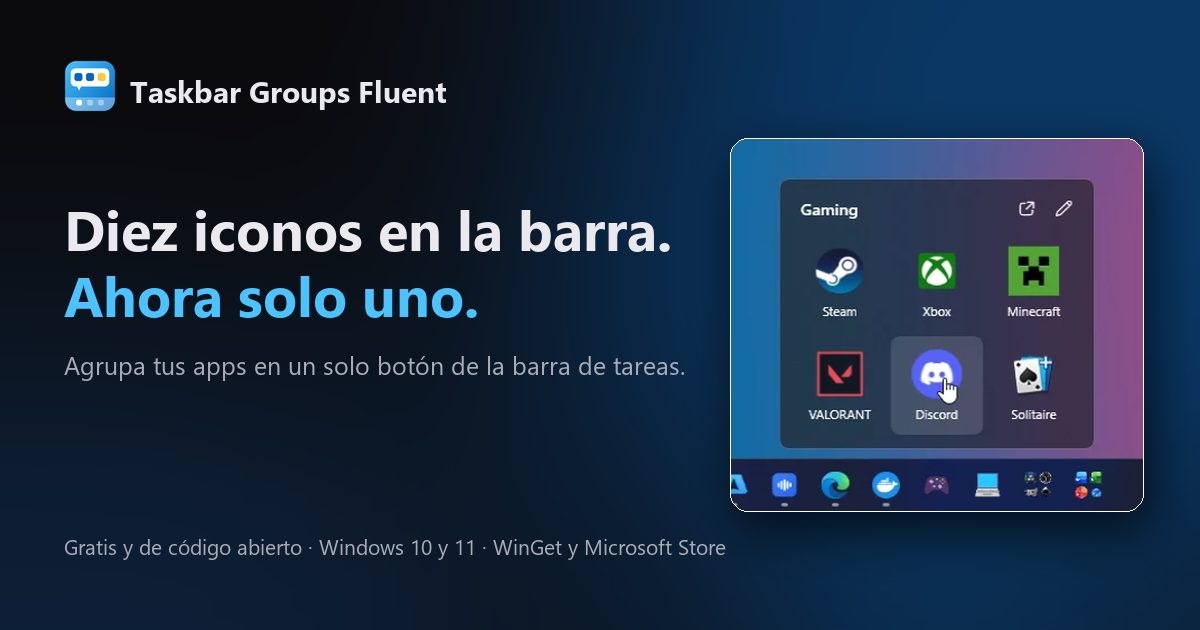 Taskbar Groups Fluent
Diez iconos en la barra.
Ahora solo uno.
Agrupa tus apps en un solo botón de la barra de tareas.
Gaming
Steam Xbox Minecraft
VALORANT Discord Solitaire
Gratis y de código abierto · Windows 10 y 11 · WinGet y Microsoft Store